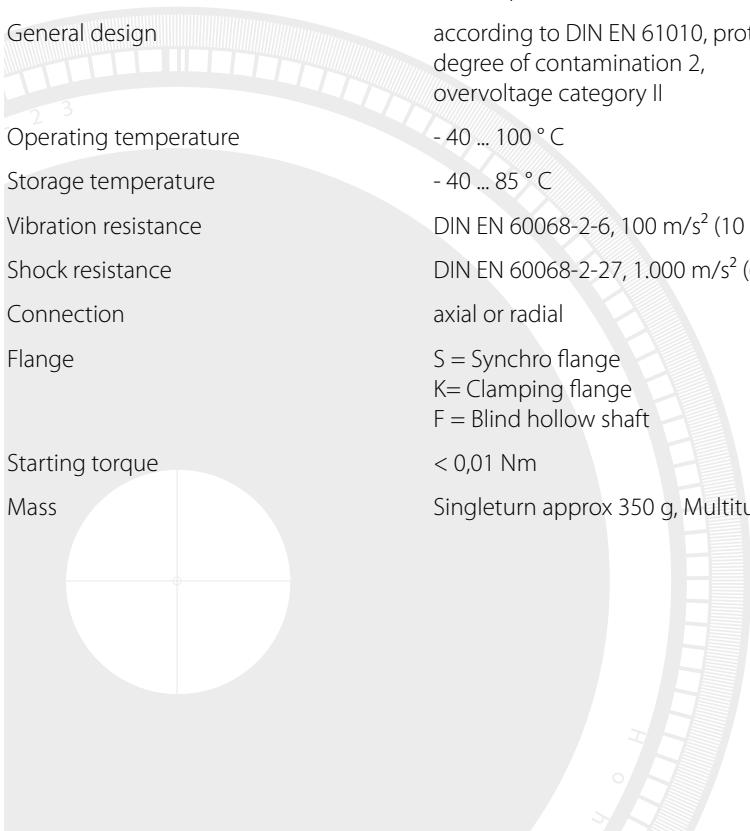 General design according to DIN EN 61010,
degree of contamination 2,
overvoltage category II
2 3
Operating temperature - 40 ... 100 ° C
Storage temperature - 40 ... 85 ° C
Vibration resistance DIN EN 60068-2-6, 100 m/s² (10
Shock resistance DIN EN 60068-2-27, 1.000 m/s² (
Connection axial or radial
Flange S = Synchro flange
K= Clamping flange
F = Blind hollow shaft
Starting torque < 0,01 Nm
Mass Singleturn approx 350 g,
H o h